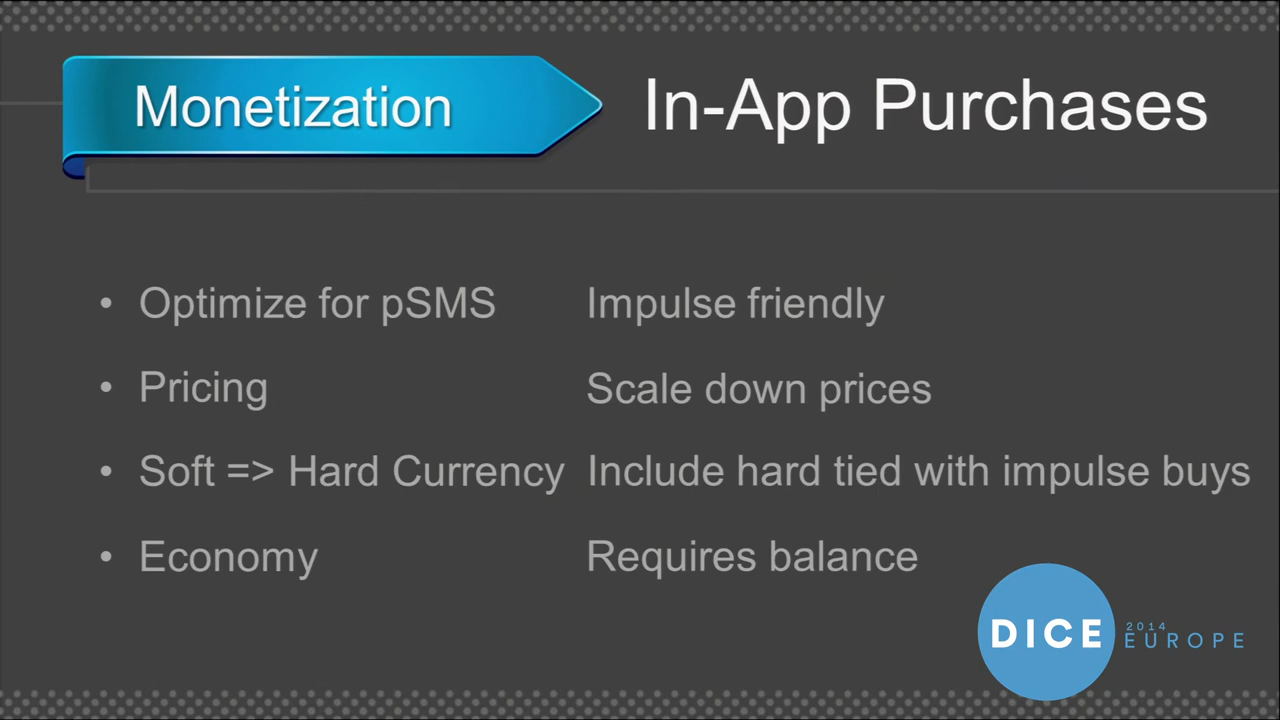 Monetization In-App Purchases
• Optimize for pSMS Impulse friendly
• Pricing Scale down prices
• Soft => Hard Currency Include hard tied with impulse buys
• Economy Requires balance
DICE 2014 EUROPE